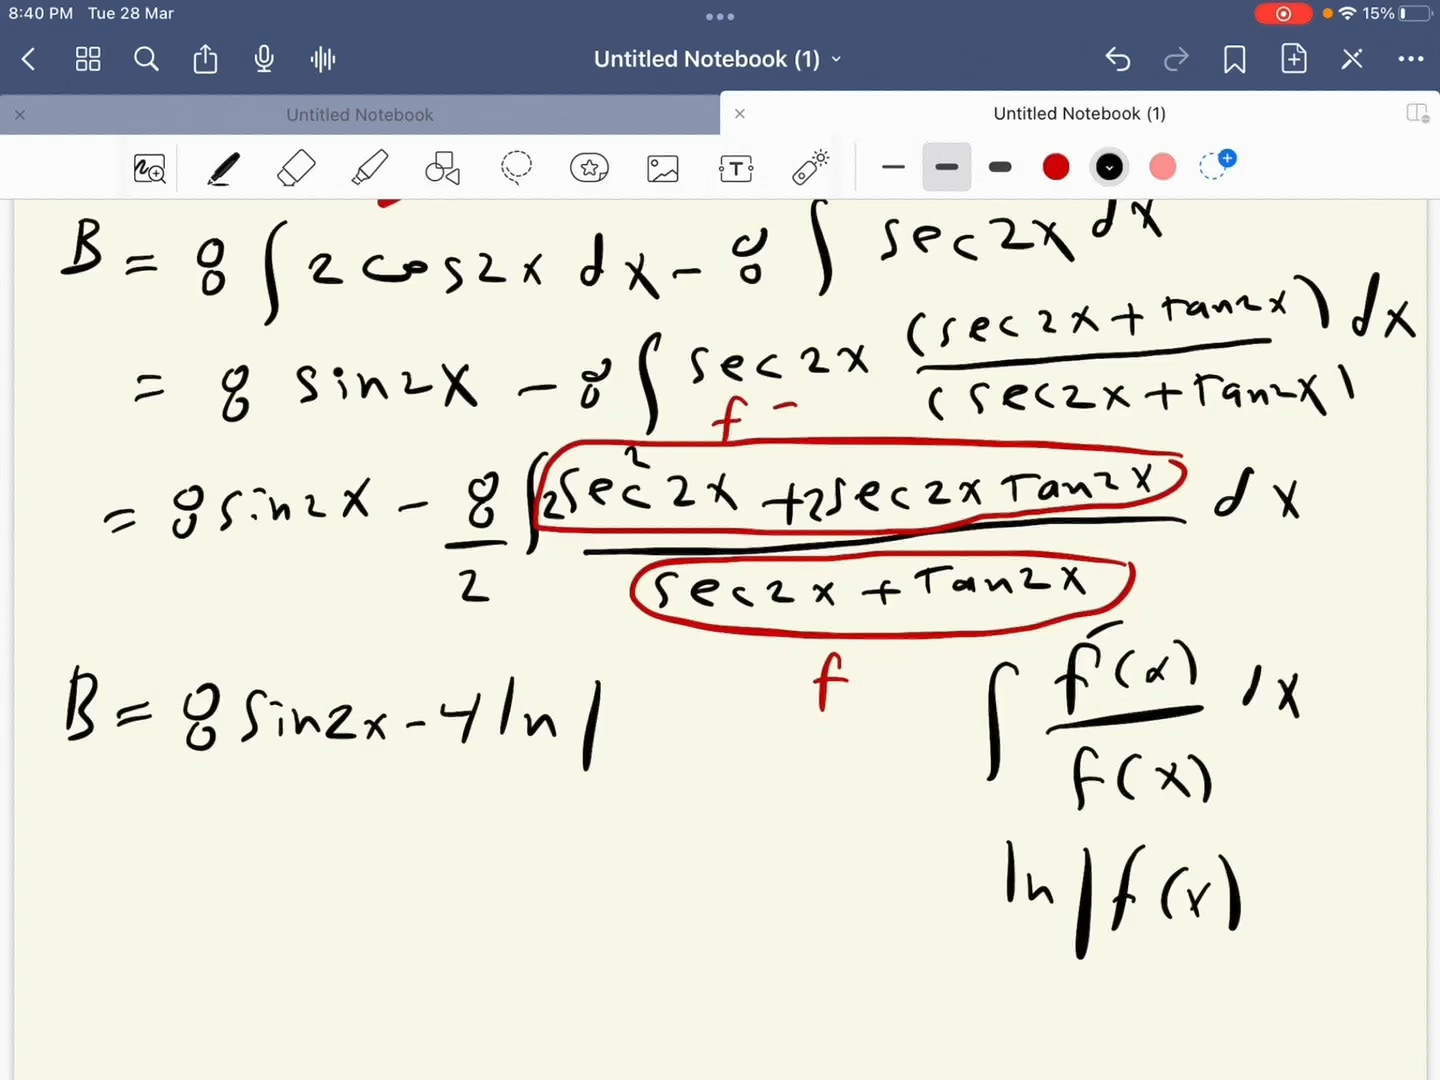 8:40 PM Tue 28 Mar
15%
Untitled Notebook (1)
Untitled Notebook
Untitled Notebook (1)
T
B = 8 ∫ 2 cos2x dx - 8 ∫ sec2x dx
= 8 sin2x - 8 ∫ sec2x (sec2x + tan2x) / (sec2x + Tan2x) dx
f -
= 8 sin2x - 8/2 ∫ 2sec²2x + 2sec2x Tan2x / sec2x + Tan2x dx
f
B = 8 sin2x - 4 ln |
∫ f'(x) / f(x) dx
ln | f(x)